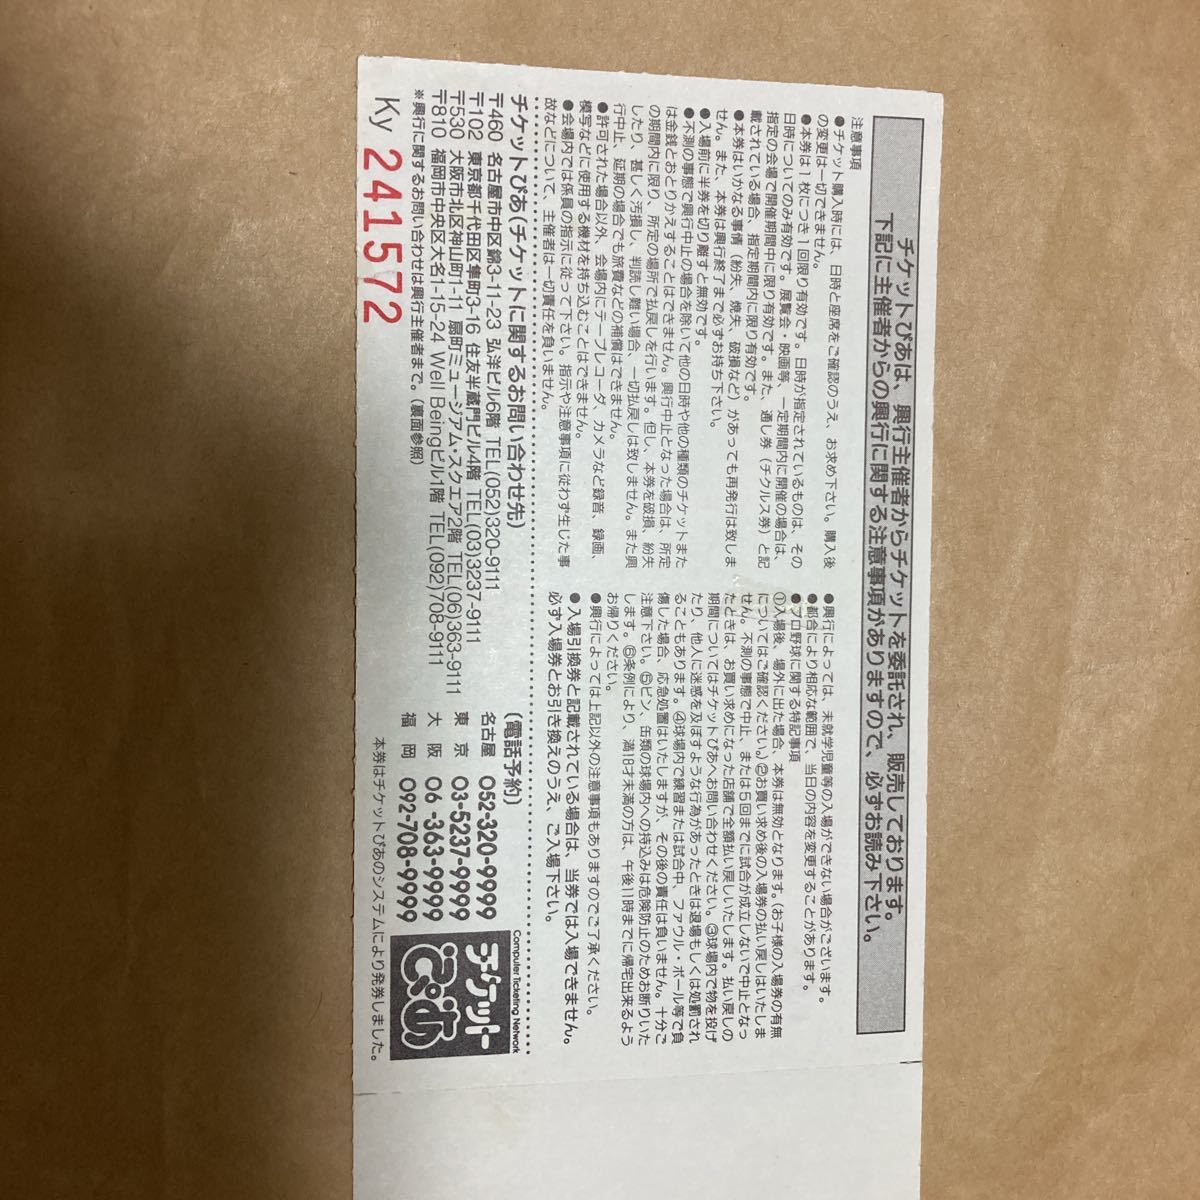 チケットぴあは、興行主催者からチケットを委託され、販売しております。
下記に主催者からの興行に関する注意事項がありますので、必ずお読み下さい。
注意事項
●チケット購入時には、日時と座席をご確認のうえ、お求め下さい。購入後
の変更は一切できません。
●本券は1枚につき1回限り有効です。日時が指定されているものは、その
日時についてのみ有効です。展覧会・映画等、一定期間内に開催の場合は、
指定の会場で開催期間中に限り有効です。また、通し券(チクルス券)と記
載されている場合、指定期間内に限り有効です。
●本券はいかなる事情(紛失、焼失、破損など)があっても再発行は致しま
せん。また、本券は興行終了まで必ずお持ち下さい。
●入場前に半券を切り離すと無効です。
●不測の事態で興行中止の場合を除いて他の日時や他の種類のチケットまた
は金銭とおとりかえすることはできません。興行中止となった場合は、所定
の期間内に限り、所定の場所で払戻しを行います。但し、本券を破損、紛失
したり、甚しく汚損し、判読し難い場合、一切払戻しは致しません。また興
行中止、延期の場合でも旅費などの補償はできません。
●許可された場合以外、会場内にテープレコーダ、カメラなど録音、録画、
模写などに使用する機材を持ち込むことはできません。
●会場内では係員の指示に従って下さい。指示や注意事項に従わず生じた事
故などについて、主催者は一切責任を負いません。
●興行によっては、未就学児童等の入場ができない場合がございます。
●都合により相応な範囲で、当日の内容を変更することがあります。
●プロ野球に関する特記事項
①入場後、場外に出た場合、本券は無効となります。(お子様の入場券の有無
についてはご確認ください。)②お買い求め後の入場券の払い戻しはいたしま
せん。不測の事態で中止、または5回までに試合が成立しないで中止となっ
たときは、お買い求めになった店舗で全額払い戻しいたします。払い戻しの
期間についてはチケットぴあへお問い合わせください。③球場内で物を投げ
たり、他人に迷惑を及ぼすような行為があったときは退場もしくは処罰され
ることもあります。④球場内で練習または試合中、ファウル・ボール等で負
傷した場合、応急処置はいたしますが、その後の責任は負いません。十分ご
注意下さい。⑤ビン、缶類の球場内への持込みは危険防止のためお断りいた
します。⑥条例により、満18才未満の方は、午後11時までに帰宅出来るよう
お帰りください。
●興行によっては上記以外の注意事項もありますのでご了承ください。
●入場引換券と記載されている場合は、当券では入場できません。
必ず入場券とお引き換えのうえ、ご入場下さい。
チケットぴあ(チケットに関するお問い合わせ先)
〒460 名古屋市中区錦3-11-23 弘洋ビル6階 TEL(052)320-9111
〒102 東京都千代田区隼町3-16 住友半蔵門ビル4階 TEL(03)3237-9111
〒530 大阪市北区神山町1-11 扇町ミュージアム・スクエア2階 TEL(06)363-9111
〒810 福岡市中央区大名1-15-24 Well Beingビル1階 TEL(092)708-9111
※興行に関するお問い合わせは興行主催者まで。(裏面参照)
(電話予約)
名古屋 052-320-9999
東京 03-5237-9999
大阪 06-363-9999
福岡 092-708-9999
Computer Ticketing Network
チケットぴあ
本券はチケットぴあのシステムにより発券しました。
Ky 241572